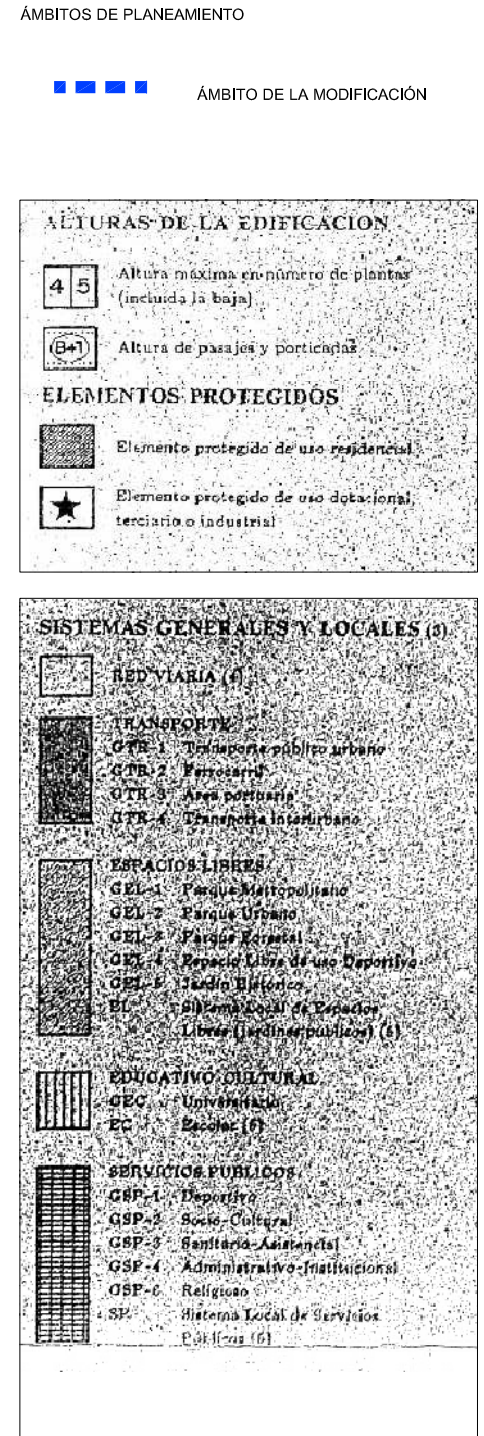 ÁMBITOS DE PLANEAMIENTO
ÁMBITO DE LA MODIFICACIÓN
ALTURAS DE LA EDIFICACION
4 5 Altura máxima en número de plantas
(incluida la baja)
(B+1) Altura de pasajes y porticadas
ELEMENTOS PROTEGIDOS
Elemento protegido de uso residencial
Elemento protegido de uso dotacional,
terciario o industrial
SISTEMAS GENERALES Y LOCALES (3)
RED VIARIA (4)
TRANSPORTE
GTR-1 Transporte público urbano
GTR-2 Ferrocarril
GTR-3 Area portuaria
GTR-4 Transporte interurbano
ESPACIOS LIBRES
GEL-1 Parque Metropolitano
GEL-2 Parque Urbano
GEL-3 Parque Forestal
GEL-4 Espacio Libre de uso Deportivo
GEL-5 Jardín Histórico
EL Sistema Local de Espacios
Libres (jardines públicos) (5)
EDUCATIVO CULTURAL
GEC Universitario
EC Escolar (6)
SERVICIOS PUBLICOS
GSP-1 Deportivo
GSP-2 Socio-Cultural
GSP-3 Sanitario-Asistencial
GSP-4 Administrativo-Institucional
GSP-6 Religioso
SP Sistema Local de Servicios
Públicos (6)